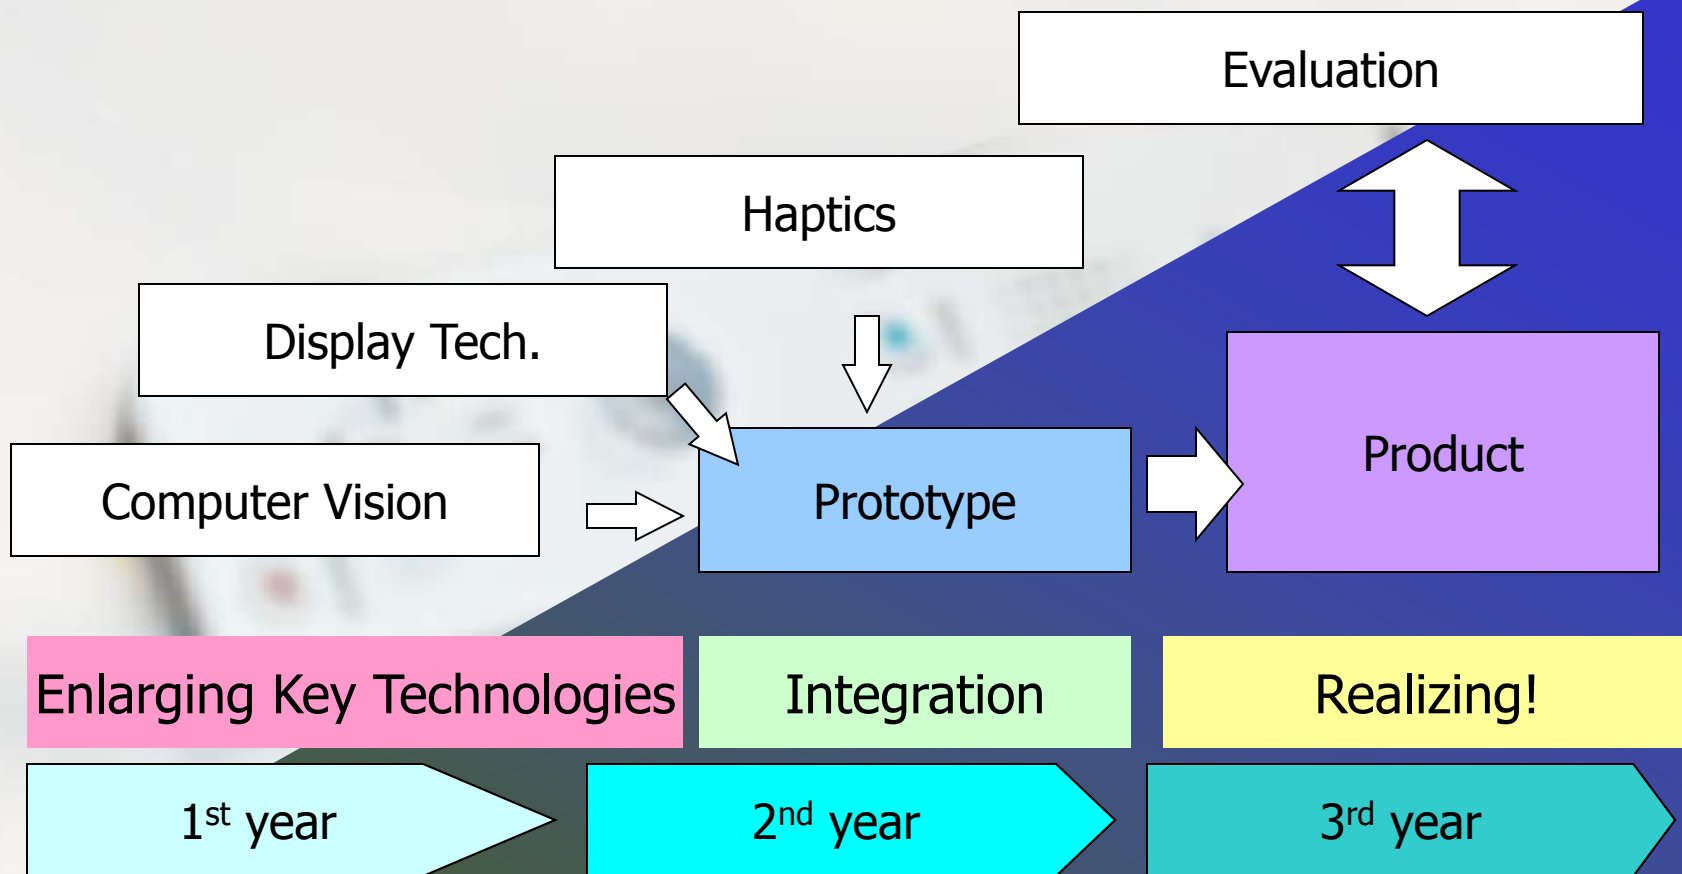 Evaluation
Haptics
Display Tech.
Computer Vision
Prototype
Product
Enlarging Key Technologies
Integration
Realizing!
1st year
2nd year
3rd year